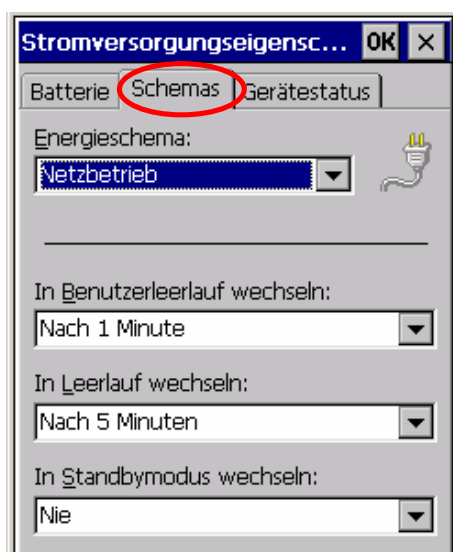 Stromversorgungseigensc... OK ×
Batterie Schemas Gerätestatus
Energieschema:
Netzbetrieb
In Benutzerleerlauf wechseln:
Nach 1 Minute
In Leerlauf wechseln:
Nach 5 Minuten
In Standbymodus wechseln:
Nie